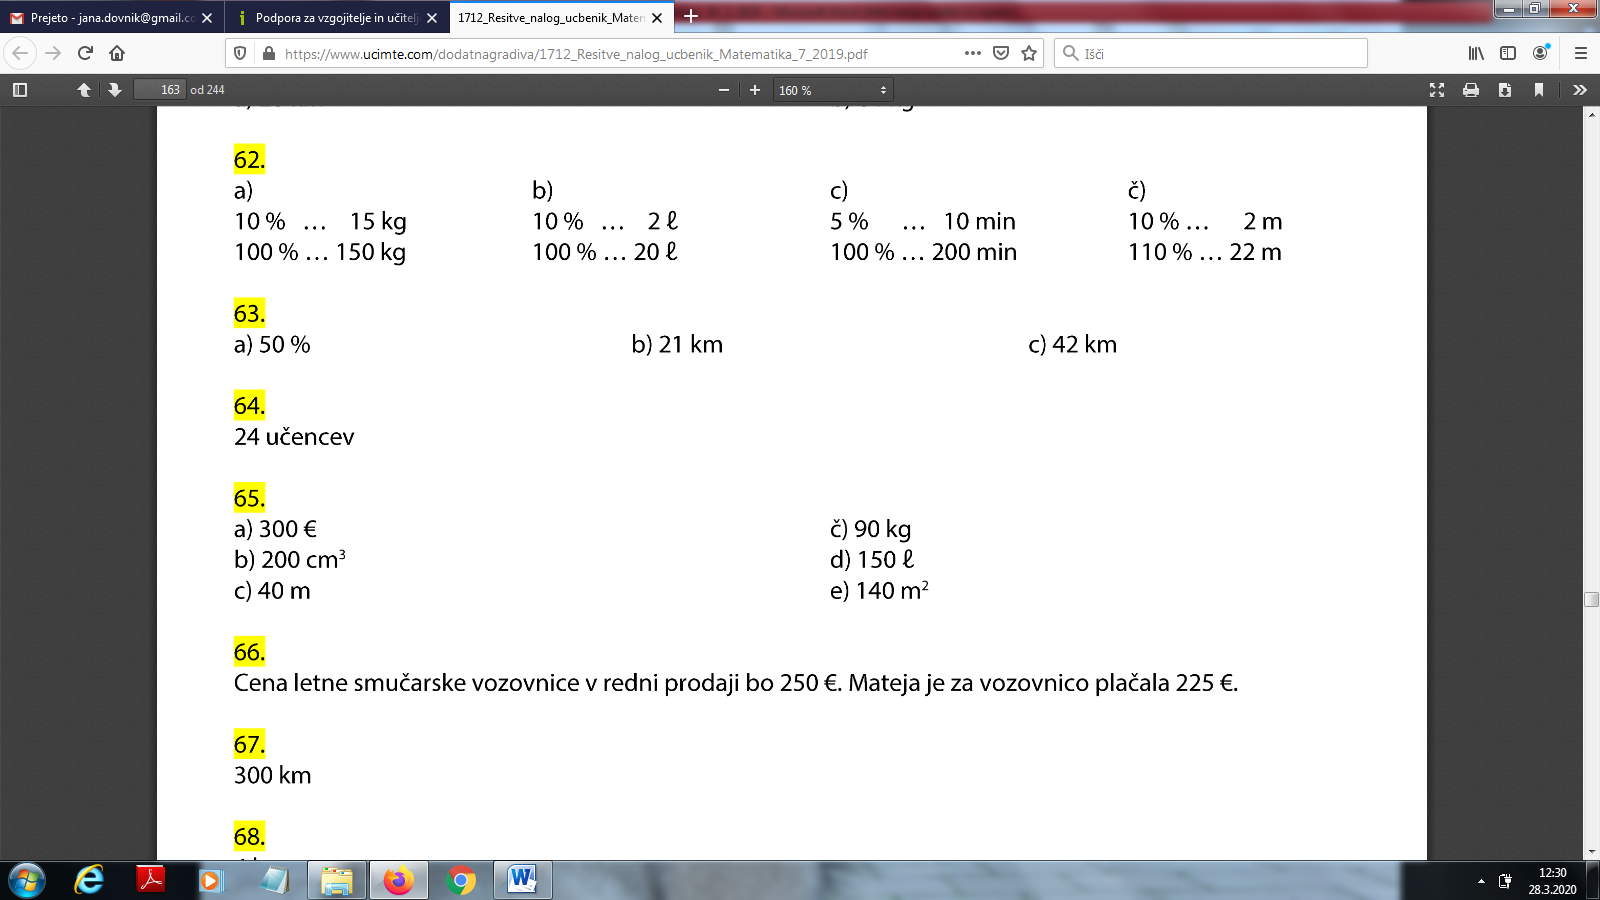 Prejeto - jana.dovnik@gmail.c
Podpora za vzgojitelje in učitelj
1712_Resitve_nalog_ucbenik_Matem
https://www.ucimte.com/dodatnagradiva/1712_Resitve_nalog_ucbenik_Matematika_7_2019.pdf
Išči
163 od 244
160 %
62.
a) b) c) č)
10 % … 15 kg 10 % … 2 ℓ 5 % … 10 min 10 % … 2 m
100 % … 150 kg 100 % … 20 ℓ 100 % … 200 min 110 % … 22 m
63.
a) 50 % b) 21 km c) 42 km
64.
24 učencev
65.
a) 300 € č) 90 kg
b) 200 cm³ d) 150 ℓ
c) 40 m e) 140 m²
66.
Cena letne smučarske vozovnice v redni prodaji bo 250 €. Mateja je za vozovnico plačala 225 €.
67.
300 km
68.
12:30
28.3.2020